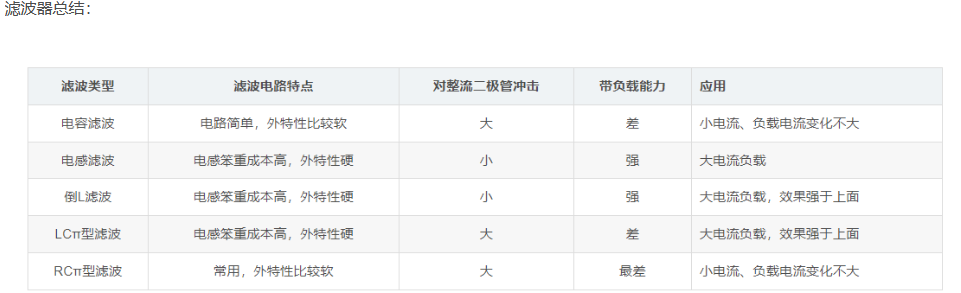 滤波器总结：
滤波类型 滤波电路特点 对整流二极管冲击 带负载能力 应用
电容滤波 电路简单，外特性比较软 大 差 小电流、负载电流变化不大
电感滤波 电感笨重成本高，外特性硬 小 强 大电流负载
倒L滤波 电感笨重成本高，外特性硬 小 强 大电流负载，效果强于上面
LCπ型滤波 电感笨重成本高，外特性硬 大 差 大电流负载，效果强于上面
RCπ型滤波 常用，外特性比较软 大 最差 小电流、负载电流变化不大